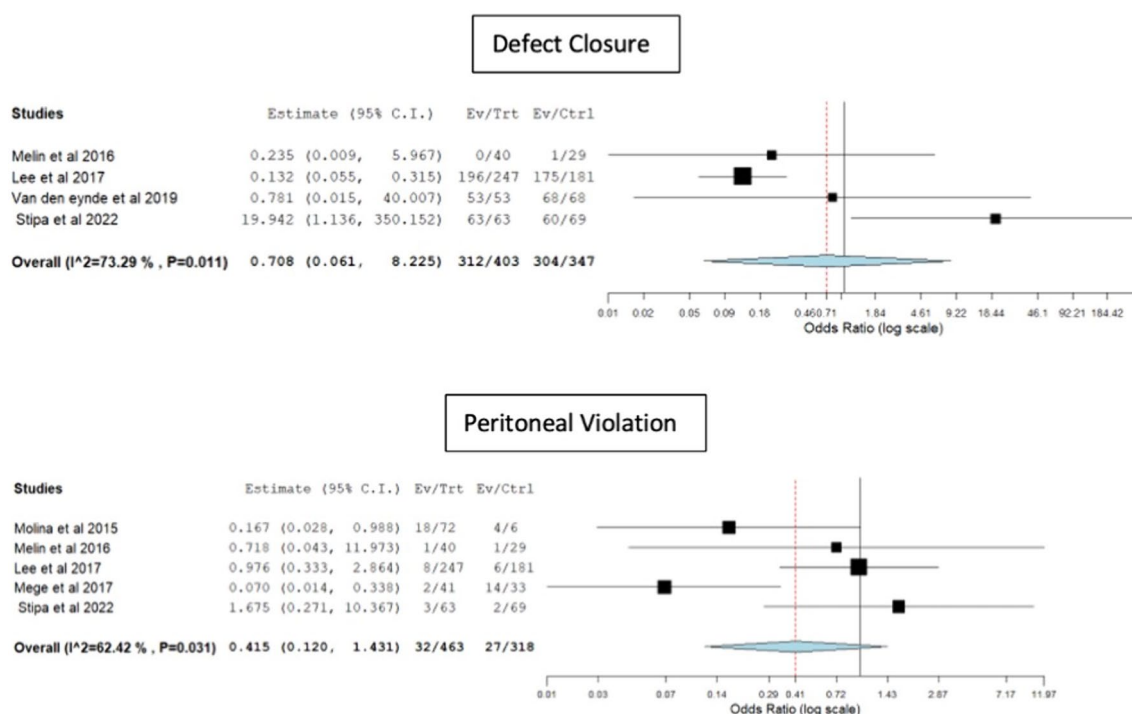 Defect Closure
Studies Estimate (95% C.I.) Ev/Trt Ev/Ctrl
Melin et al 2016 0.235 (0.009, 5.967) 0/40 1/29
Lee et al 2017 0.132 (0.055, 0.315) 196/247 175/181
Van den eynde et al 2019 0.781 (0.015, 40.007) 53/53 68/68
Stipa et al 2022 19.942 (1.136, 350.152) 63/63 60/69
Overall (I^2=73.29 % , P=0.011) 0.708 (0.061, 8.225) 312/403 304/347
0.01 0.02 0.05 0.09 0.18 0.46 0.71 1.84 4.61 9.22 18.44 46.1 92.21 184.42
Odds Ratio (log scale)
Peritoneal Violation
Studies Estimate (95% C.I.) Ev/Trt Ev/Ctrl
Molina et al 2015 0.167 (0.028, 0.988) 18/72 4/6
Melin et al 2016 0.718 (0.043, 11.973) 1/40 1/29
Lee et al 2017 0.976 (0.333, 2.864) 8/247 6/181
Mege et al 2017 0.070 (0.014, 0.338) 2/41 14/33
Stipa et al 2022 1.675 (0.271, 10.367) 3/63 2/69
Overall (I^2=62.42 % , P=0.031) 0.415 (0.120, 1.431) 32/463 27/318
0.01 0.03 0.07 0.14 0.29 0.41 0.72 1.43 2.87 7.17 11.97
Odds Ratio (log scale)